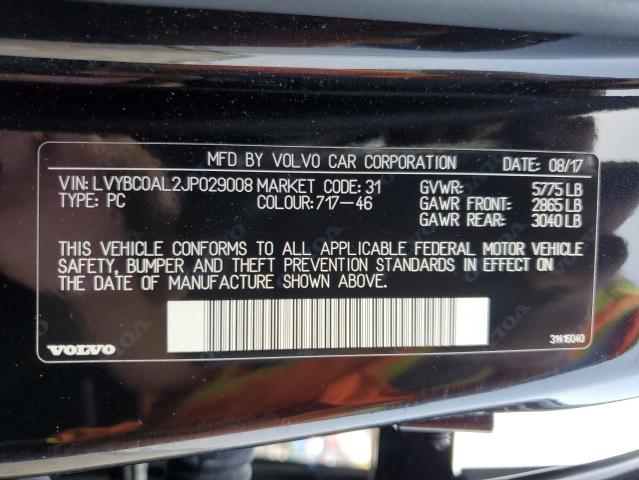 MFD BY VOLVO CAR CORPORATION DATE: 08/17
VIN: LVYBC0AL2JP029008 MARKET CODE: 31 GVWR: 5775 LB
TYPE: PC COLOUR: 717-46 GAWR FRONT: 2865 LB
GAWR REAR: 3040 LB
THIS VEHICLE CONFORMS TO ALL APPLICABLE FEDERAL MOTOR VEHICLE
SAFETY, BUMPER AND THEFT PREVENTION STANDARDS IN EFFECT ON
THE DATE OF MANUFACTURE SHOWN ABOVE.
VOLVO 31416040